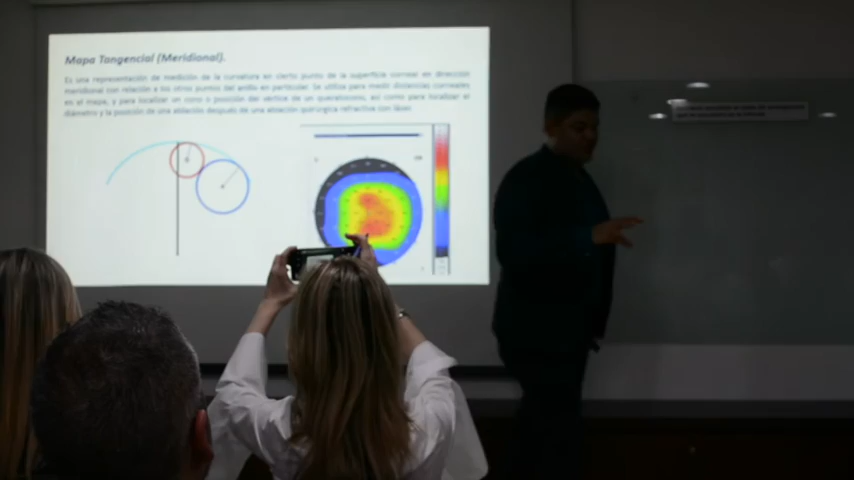 Mapa Tangencial (Meridional).
Es una representación de medición de la curvatura en cierto punto de la superficie corneal en dirección
meridional con relación a los otros puntos del anillo en particular. Se utiliza para medir distancias corneales
en el mapa, y para localizar un cono o posición del vértice de un queratocono, así como para localizar el
diámetro y la posición de una ablación después de una ablación quirúrgica refractiva con láser.